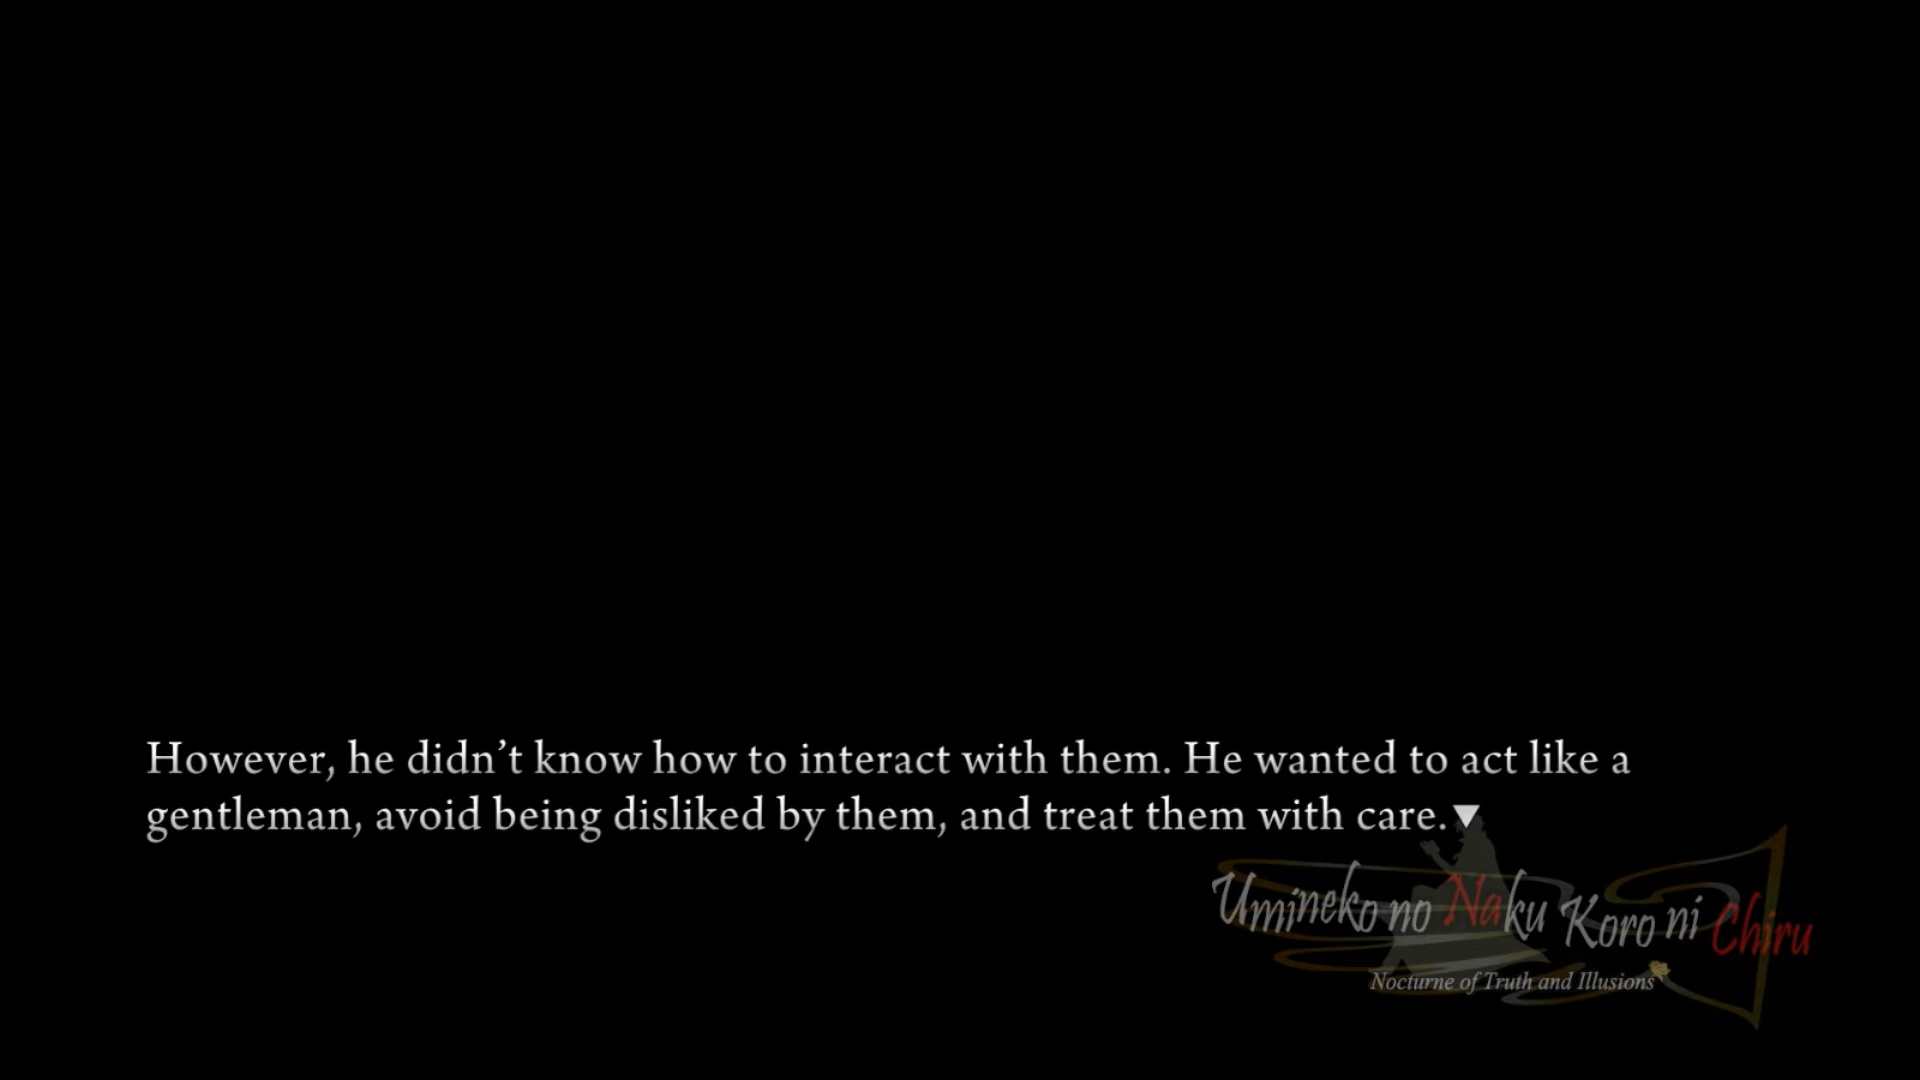 However, he didn’t know how to interact with them. He wanted to act like a
gentleman, avoid being disliked by them, and treat them with care.
Umineko no Naku Koro ni Chiru
Nocturne of Truth and Illusions